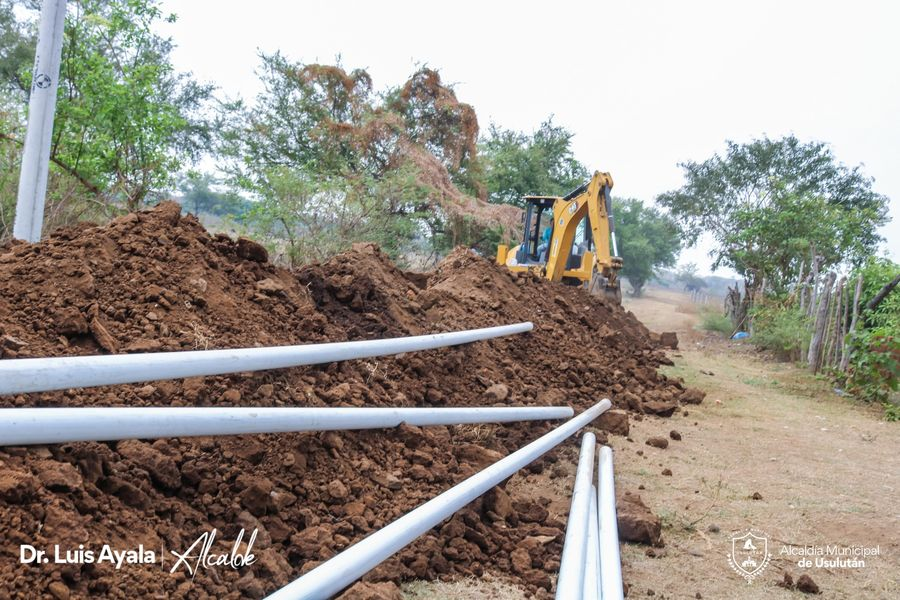 Dr. Luis Ayala | Alcalde
Alcaldía Municipal
de Usulután